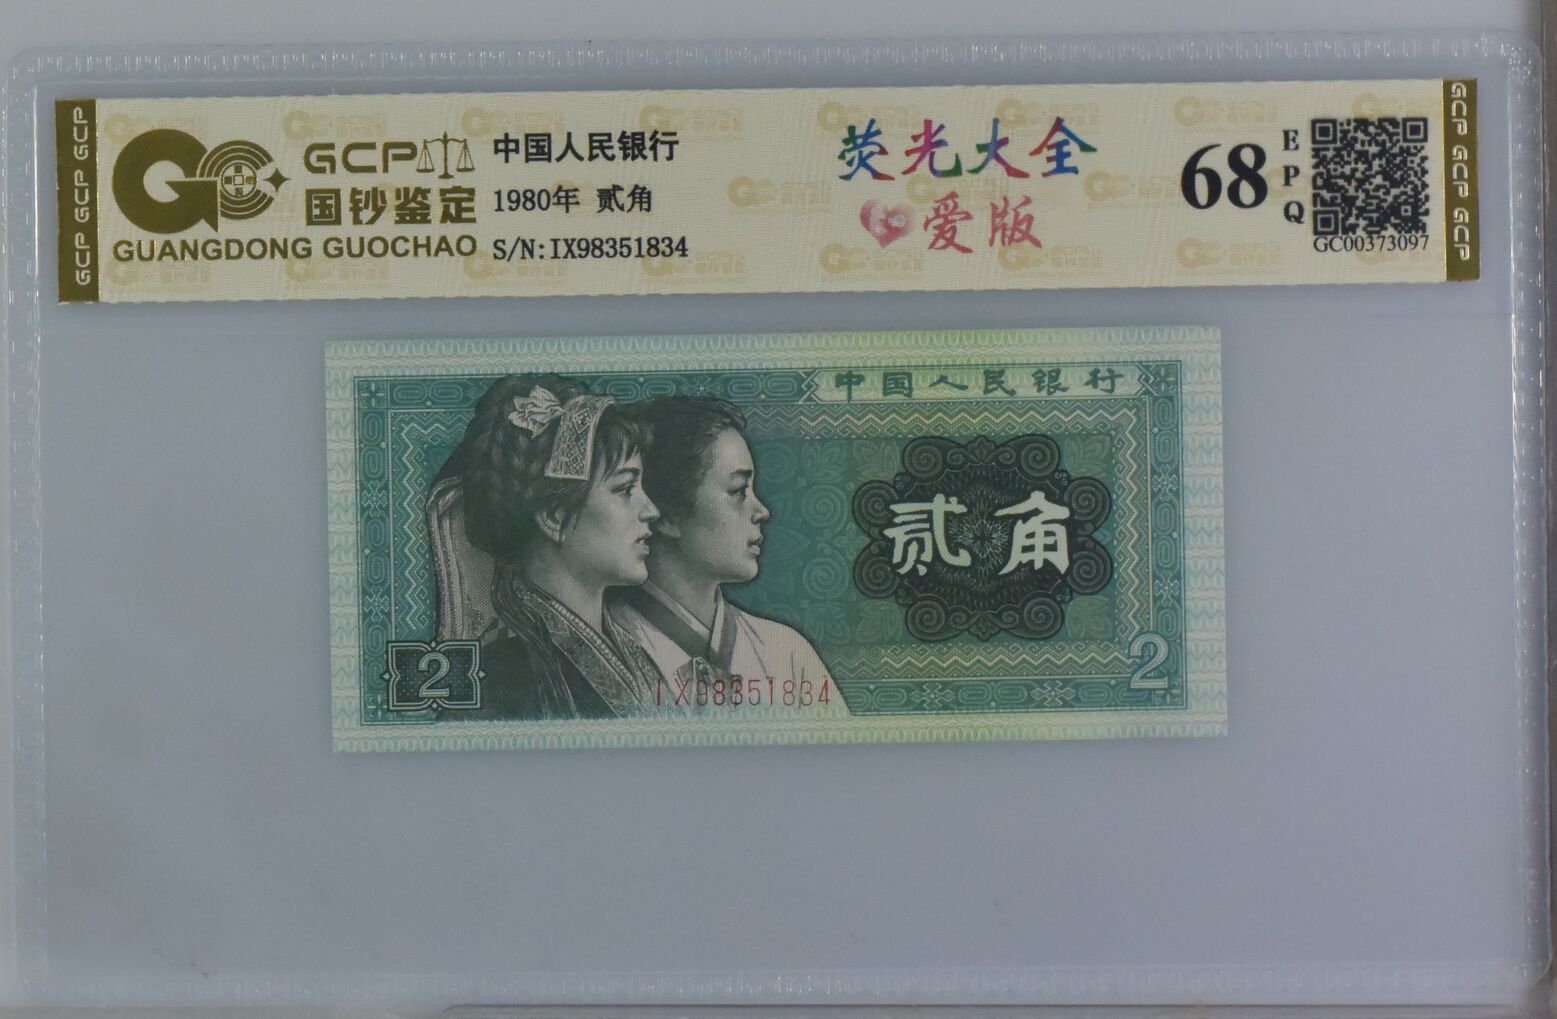 GCP GCP GCP
GCP
国钞鉴定
GUANGDONG GUOCHAO
中国人民银行
1980年 贰角
S/N:IX98351834
荧光大全
爱版
68
EPQ
GC00373097
GCP GCP GCP
中国人民银行
贰角
2
2
IX98351834